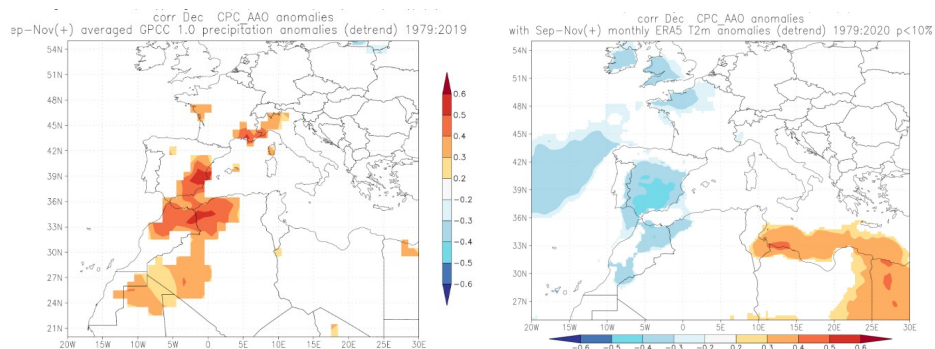 corr Dec CPC_AAO anomalies
ep-Nov(+) averaged GPCC 1.0 precipitation anomalies (detrend) 1979:2019
54N
51N
48N
45N
42N
39N
36N
33N
30N
27N
24N
21N
20W 15W 10W 5W 0 5E 10E 15E 20E 25E 30E
0.6
0.5
0.4
0.3
0.2
-0.2
-0.3
-0.4
-0.5
-0.6
corr Dec CPC_AAO anomalies
with Sep-Nov(+) monthly ERA5 T2m anomalies (detrend) 1979:2020 p<10%
54N
51N
48N
45N
42N
39N
36N
33N
30N
27N
20W 15W 10W 5W 0 5E 10E 15E 20E 25E 30E
-0.6 -0.5 -0.4 -0.3 -0.2 0.2 0.3 0.4 0.5 0.6